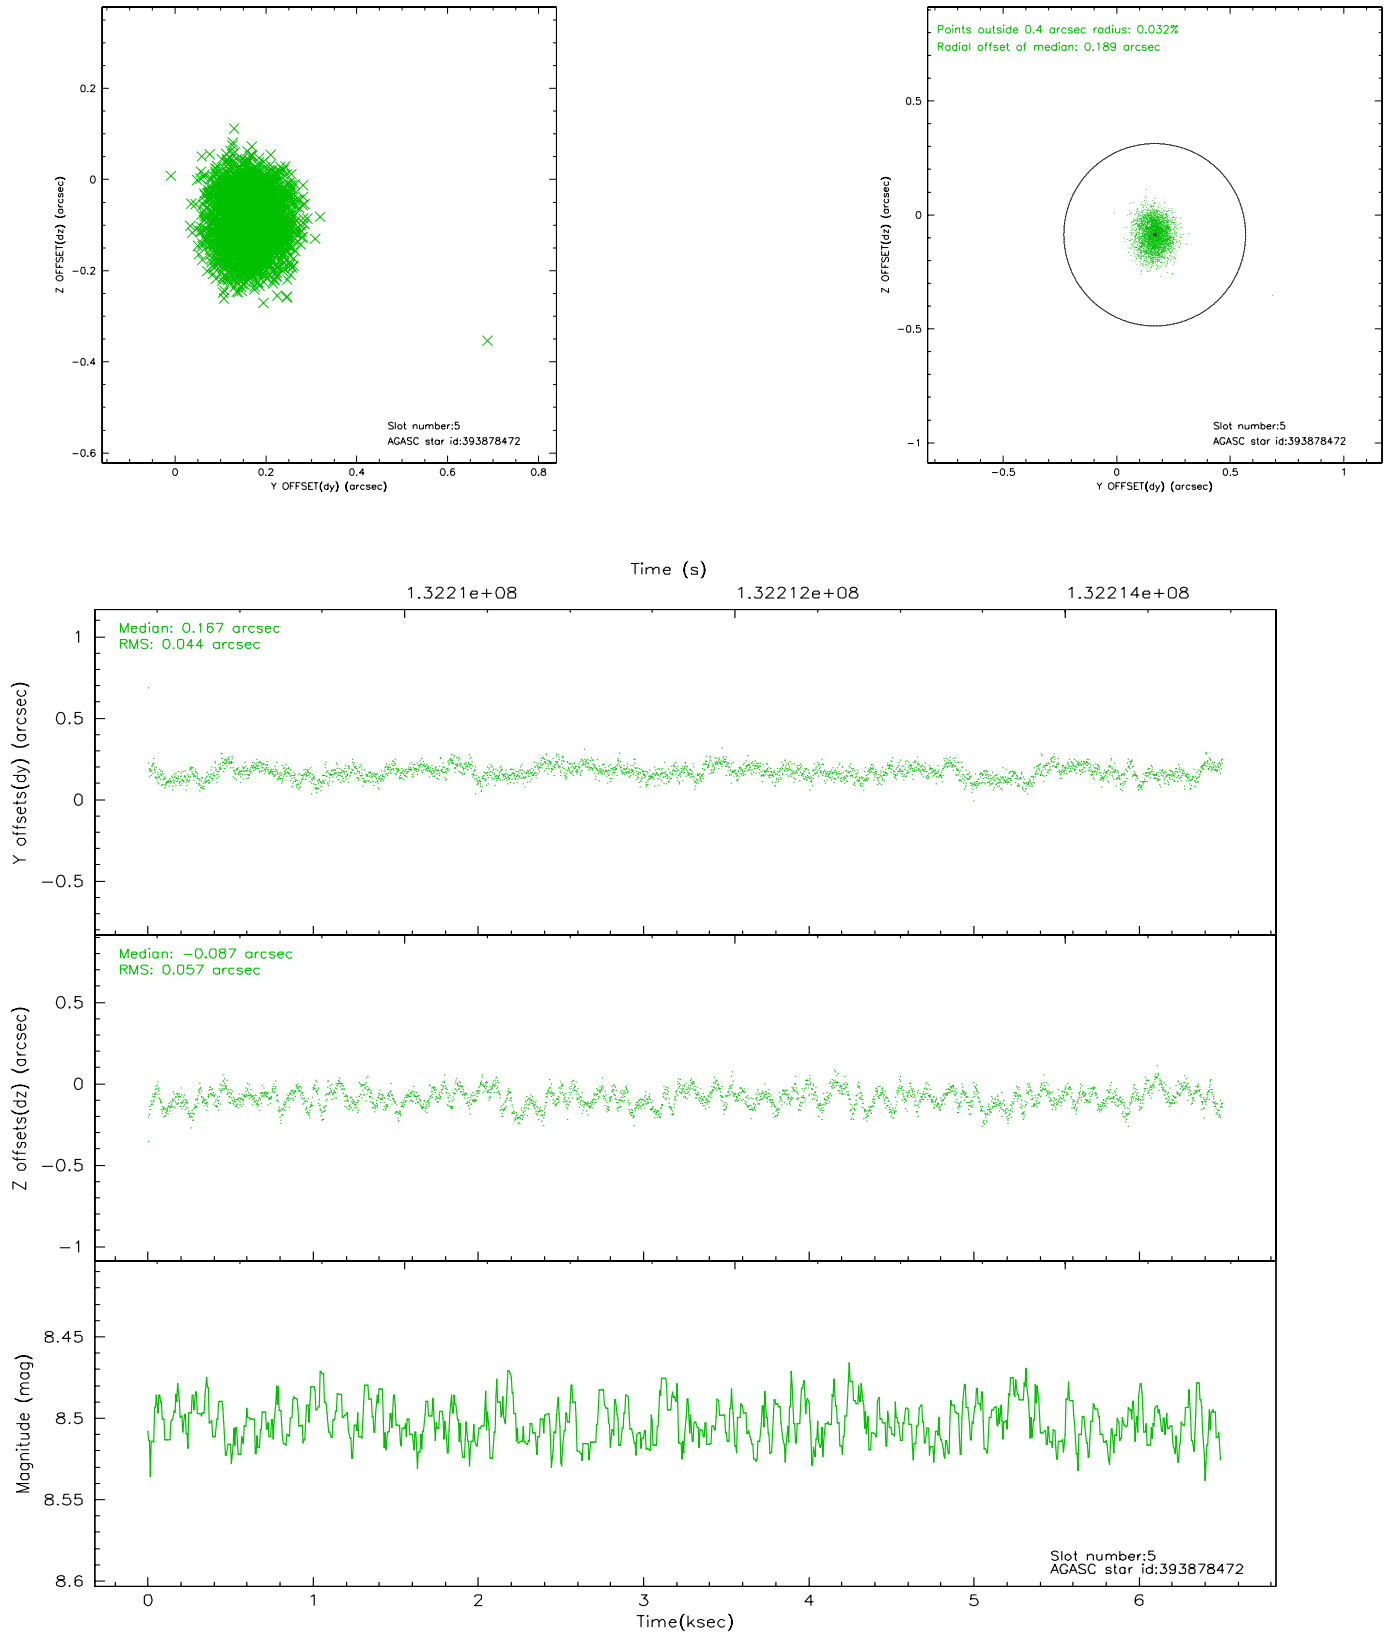 0.2
0
−0.2
−0.4
−0.6
Z OFFSET(dz) (arcsec)
Slot number:5
AGASC star id:393878472
0 0.2 0.4 0.6 0.8
Y OFFSET(dy) (arcsec)
Points outside 0.4 arcsec radius: 0.032%
Radial offset of median: 0.189 arcsec
0.5
0
−0.5
−1
Z OFFSET(dz) (arcsec)
Slot number:5
AGASC star id:393878472
−0.5 0 0.5 1
Y OFFSET(dy) (arcsec)
Time (s)
1.3221e+08 1.32212e+08 1.32214e+08
Median: 0.167 arcsec
RMS: 0.044 arcsec
1
0.5
0
−0.5
Y offsets(dy) (arcsec)
Median: −0.087 arcsec
RMS: 0.057 arcsec
0.5
0
−0.5
−1
Z offsets(dz) (arcsec)
8.45
8.5
8.55
8.6
Magnitude (mag)
Slot number:5
AGASC star id:393878472
0 1 2 3 4 5 6
Time(ksec)